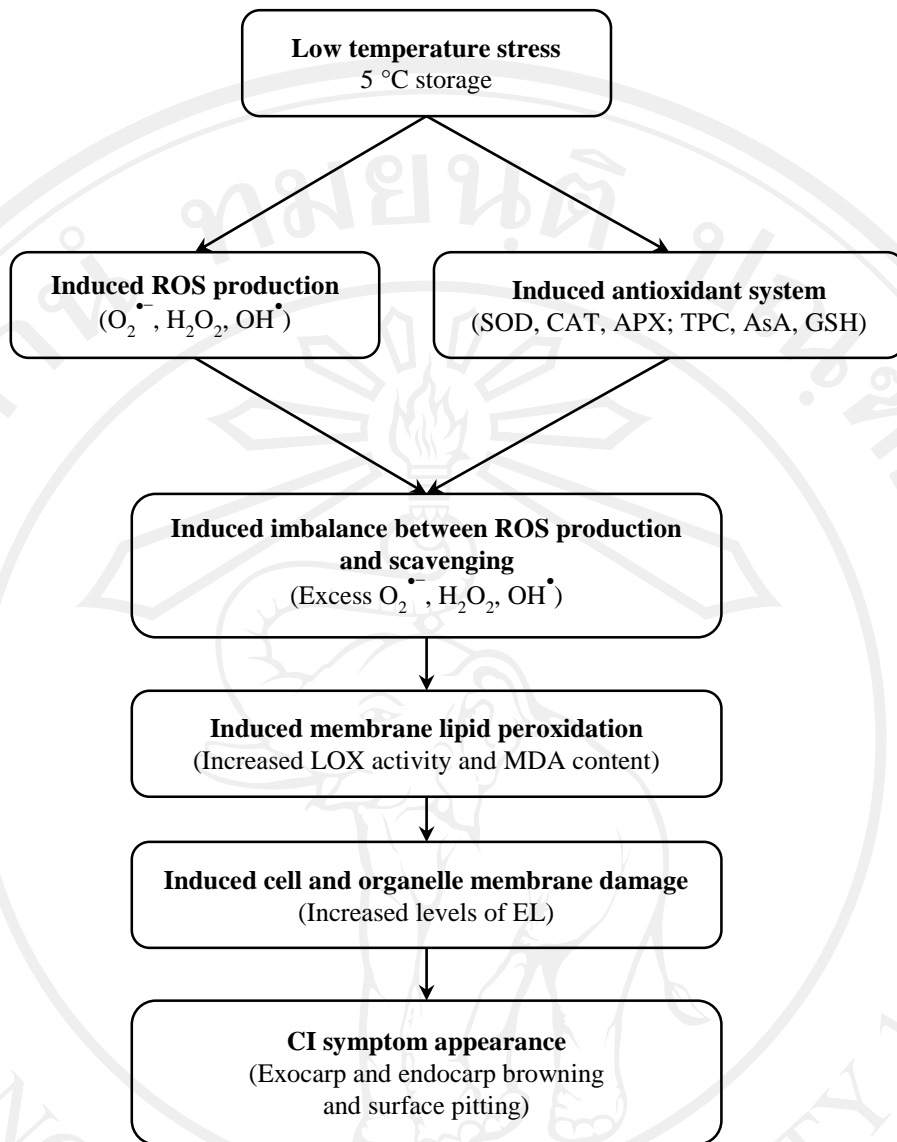 Low temperature stress
5 °C storage
Induced ROS production
(O₂•⁻, H₂O₂, OH•)
Induced antioxidant system
(SOD, CAT, APX; TPC, AsA, GSH)
Induced imbalance between ROS production
and scavenging
(Excess O₂•⁻, H₂O₂, OH•)
Induced membrane lipid peroxidation
(Increased LOX activity and MDA content)
Induced cell and organelle membrane damage
(Increased levels of EL)
CI symptom appearance
(Exocarp and endocarp browning
and surface pitting)